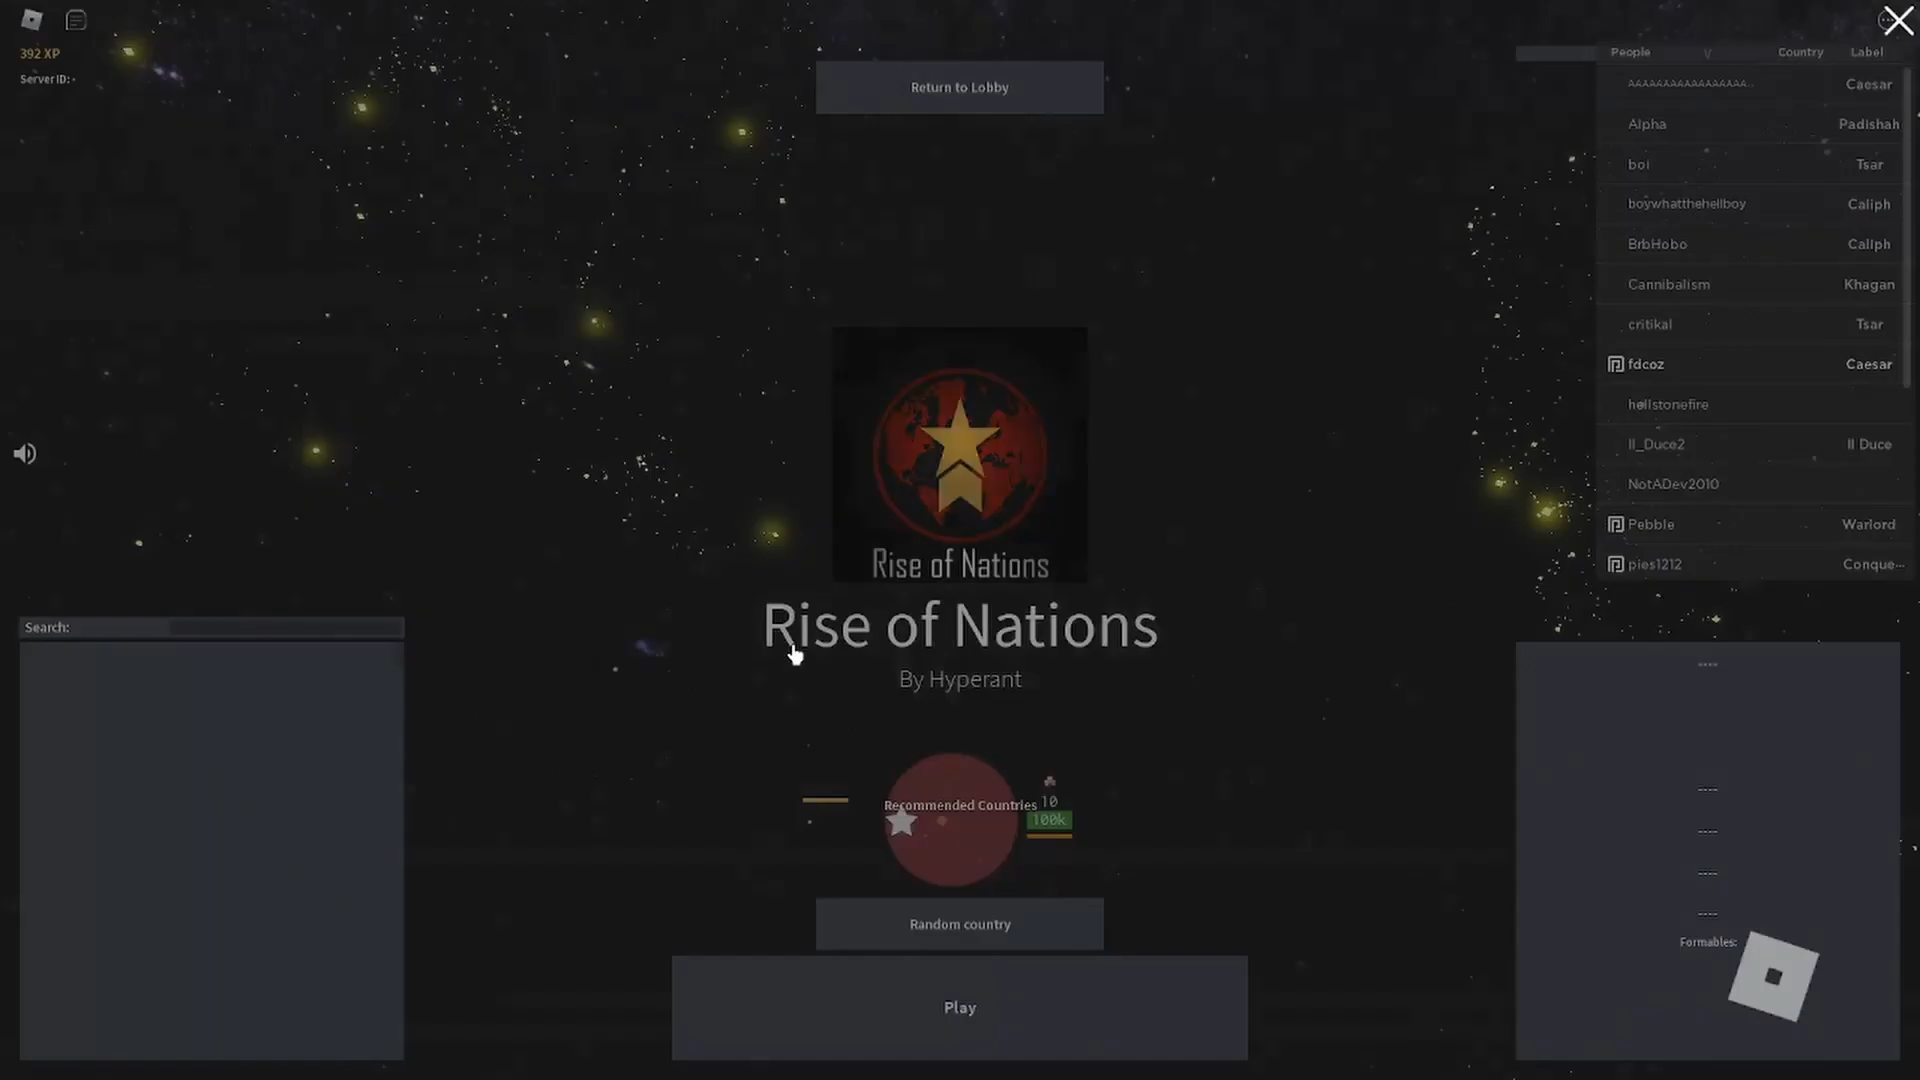 392 XP
Server ID: -
Return to Lobby
People V Country Label
AAAAAAAAAAAAAAAAA.. Caesar
Alpha Padishah
boi Tsar
boywhatthehellboy Caliph
BrbHobo Caliph
Cannibalism Khagan
critikal Tsar
fdcoz Caesar
hellstonefire
Il_Duce2 Il Duce
NotADev2010
Pebble Warlord
pies1212 Conque...
Rise of Nations
Rise of Nations
By Hyperant
Search:
Recommended Countries
10
100k
Random country
Play
----
----
----
----
----
Formables: